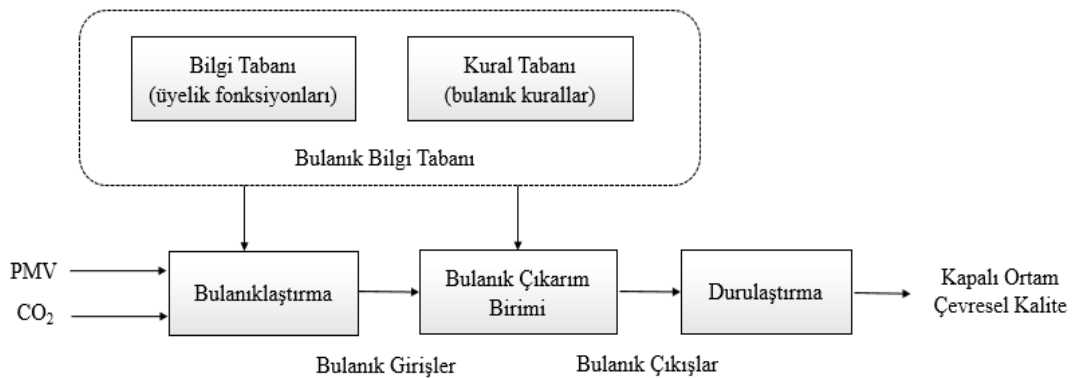 Bilgi Tabanı
(üyelik fonksiyonları)
Kural Tabanı
(bulanık kurallar)
Bulanık Bilgi Tabanı
PMV
CO₂
Bulanıklaştırma
Bulanık Çıkarım
Birimi
Durulaştırma
Kapalı Ortam
Çevresel Kalite
Bulanık Girişler
Bulanık Çıkışlar